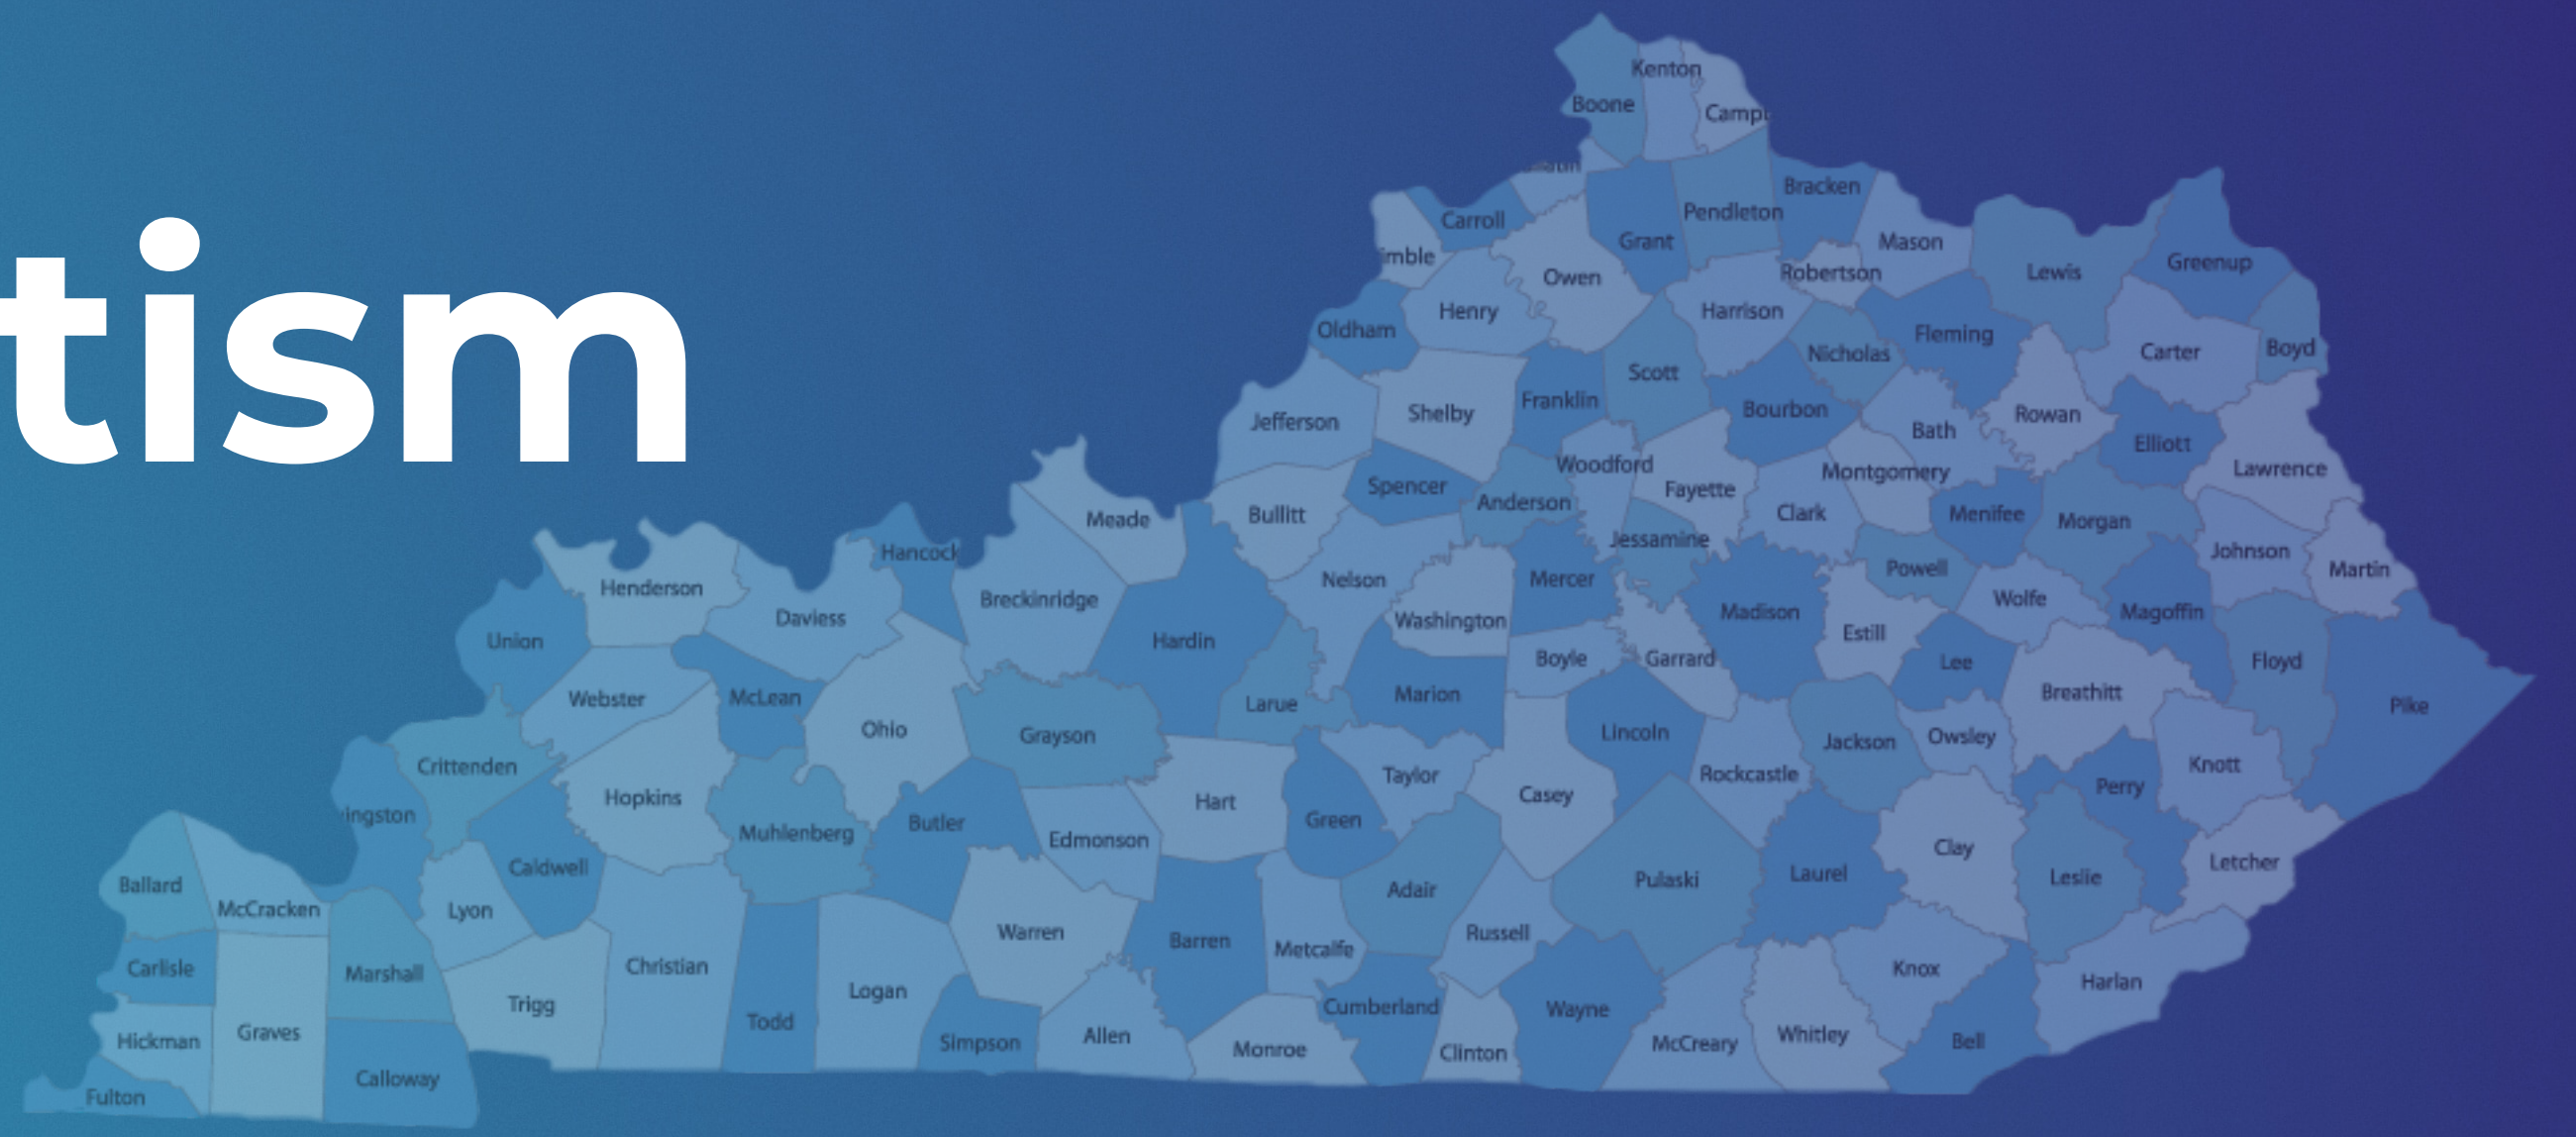 tism
Kenton
Boone
Camp
Carroll
imble
Grant
Pendleton
Bracken
Mason
Robertson
Owen
Lewis
Greenup
Henry
Harrison
Oldham
Fleming
Nicholas
Carter
Boyd
Scott
Jefferson
Shelby
Franklin
Bourbon
Bath
Rowan
Elliott
Lawrence
Woodford
Spencer
Anderson
Fayette
Montgomery
Clark
Menifee
Morgan
Bullitt
Meade
Jessamine
Johnson
Martin
Hancock
Henderson
Daviess
Breckinridge
Nelson
Mercer
Powell
Wolfe
Washington
Madison
Magoffin
Union
Hardin
Estill
Boyle
Garrard
Lee
Floyd
Webster
McLean
Larue
Marion
Breathitt
Pike
Ohio
Grayson
Lincoln
Jackson
Owsley
Crittenden
Taylor
Rockcastle
Knott
Perry
Hopkins
Hart
Casey
ingston
Muhlenberg
Butler
Edmonson
Green
Clay
Letcher
Caldwell
Ballard
McCracken
Lyon
Adair
Pulaski
Laurel
Leslie
Warren
Barren
Metcalfe
Russell
Carlisle
Marshall
Christian
Knox
Harlan
Trigg
Logan
Todd
Cumberland
Wayne
Hickman
Graves
Simpson
Allen
Monroe
Clinton
McCreary
Whitley
Bell
Calloway
Fulton